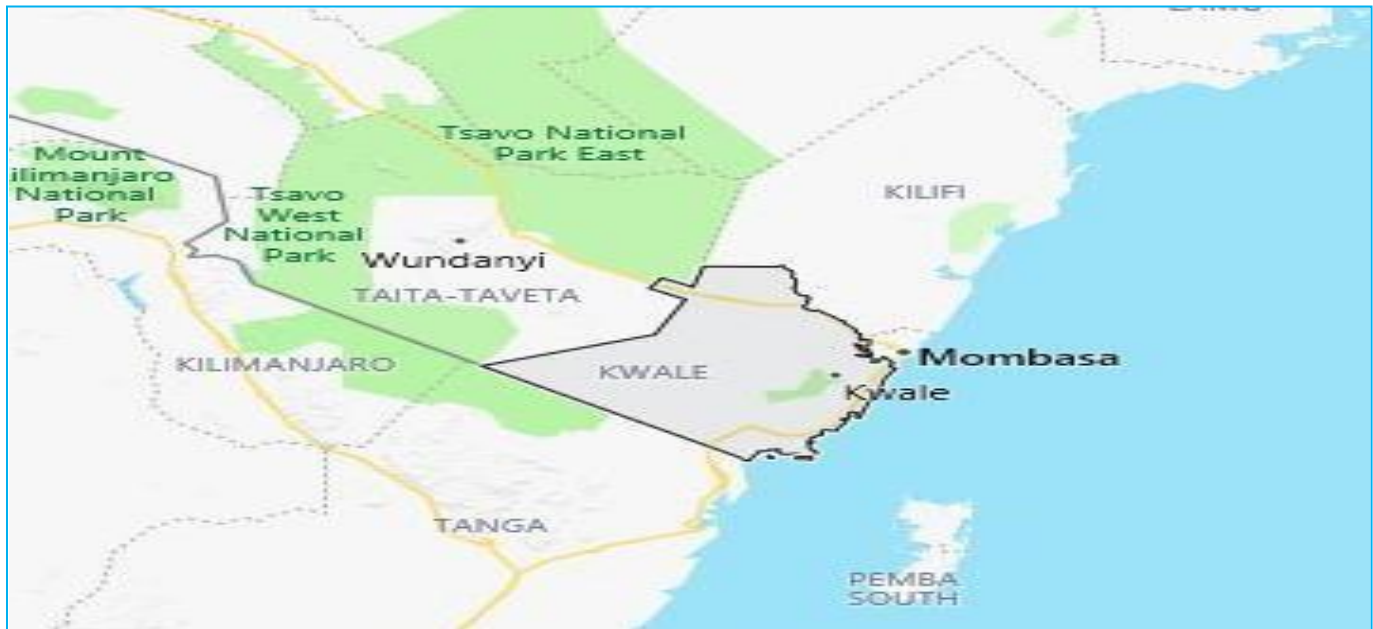 Tsavo National
Park East
Mount
ilimanjaro
National
Park
Tsavo
West
National
Park
KILIFI
Wundanyi
TAITA-TAVETA
KILIMANJARO
KWALE
Mombasa
Kwale
TANGA
PEMBA
SOUTH